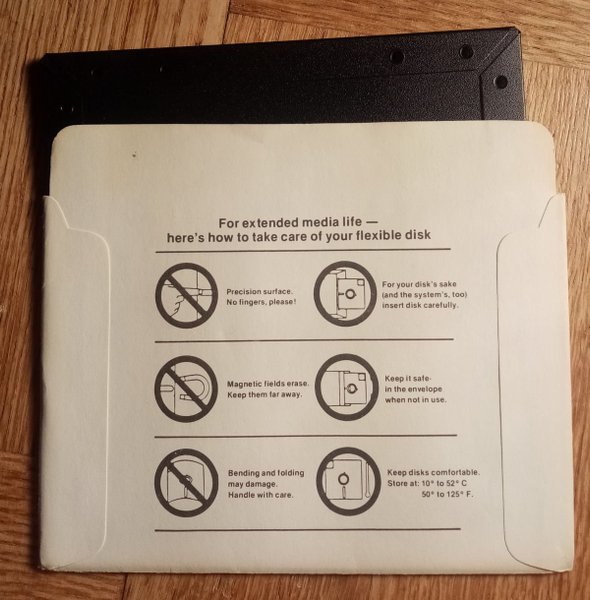 For extended media life —
here's how to take care of your flexible disk
Precision surface.
No fingers, please!
For your disk's sake
(and the system's, too)
insert disk carefully.
Magnetic fields erase.
Keep them far away.
Keep it safe-
in the envelope
when not in use.
Bending and folding
may damage.
Handle with care.
Keep disks comfortable.
Store at: 10° to 52° C
50° to 125° F.